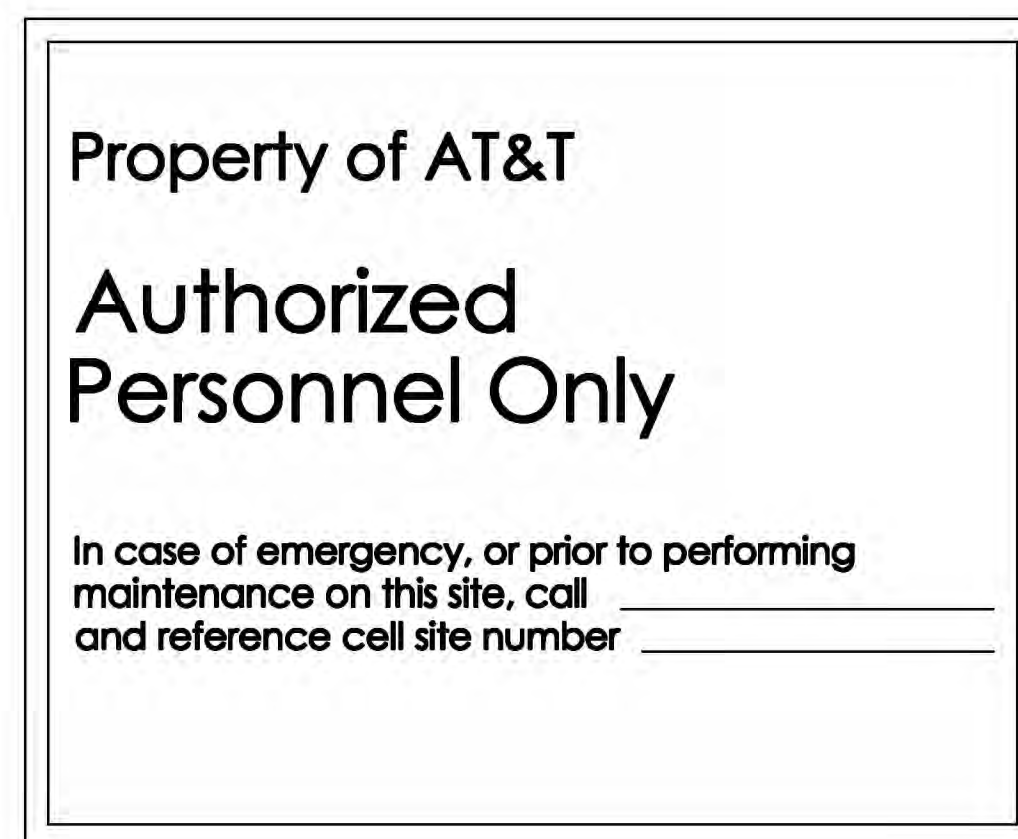 Property of AT&T
Authorized
Personnel Only
In case of emergency, or prior to performing
maintenance on this site, call
and reference cell site number